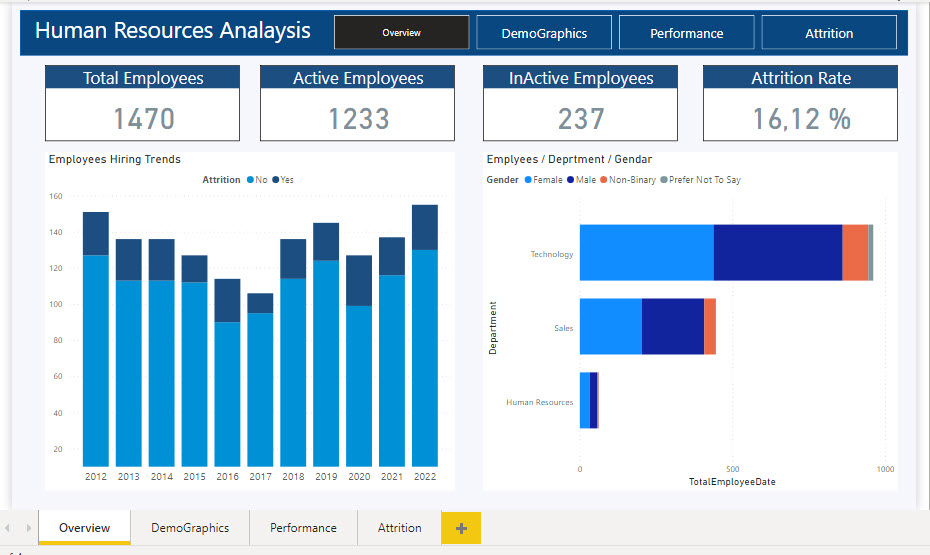 Human Resources Analaysis
Overview
DemoGraphics
Performance
Attrition
Total Employees
1470
Active Employees
1233
InActive Employees
237
Attrition Rate
16,12 %
Employees Hiring Trends
Attrition No Yes
160
140
120
100
80
60
40
20
2012 2013 2014 2015 2016 2017 2018 2019 2020 2021 2022
Emplyees / Deprtment / Gendar
Gender Female Male Non-Binary Prefer Not To Say
Department
Technology
Sales
Human Resources
0 500 1000
TotalEmployeeDate
Overview DemoGraphics Performance Attrition +